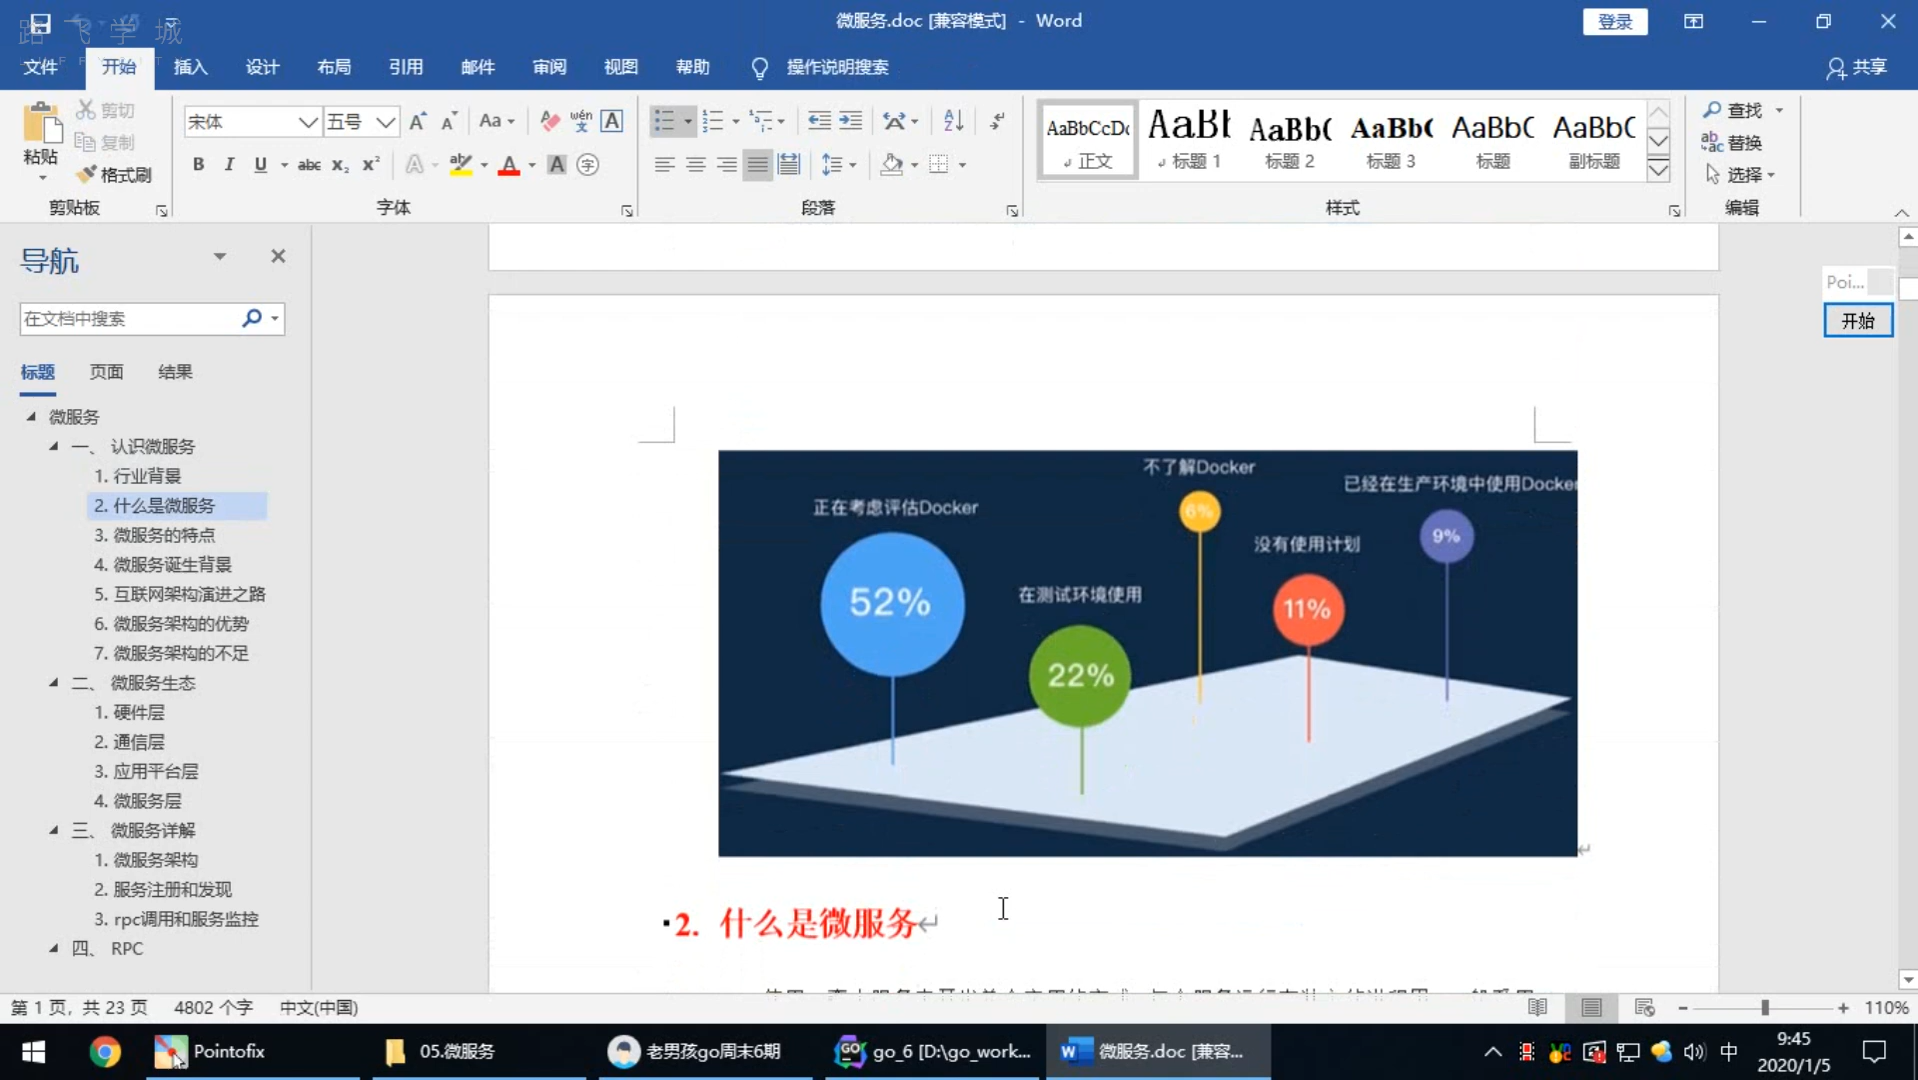 路飞学城
微服务.doc [兼容模式] - Word
登录
文件 开始 插入 设计 布局 引用 邮件 审阅 视图 帮助 操作说明搜索 共享
粘贴
剪切
复制
格式刷
剪贴板
宋体 五号
字体
段落
AaBbCcDc AaBb AaBbC AaBbC AaBbC AaBbC
正文 标题 1 标题 2 标题 3 标题 副标题
样式
查找
替换
选择
编辑
导航
在文档中搜索
标题 页面 结果
微服务
一、 认识微服务
1. 行业背景
2. 什么是微服务
3. 微服务的特点
4. 微服务诞生背景
5. 互联网架构演进之路
6. 微服务架构的优势
7. 微服务架构的不足
二、 微服务生态
1. 硬件层
2. 通信层
3. 应用平台层
4. 微服务层
三、 微服务详解
1. 微服务架构
2. 服务注册和发现
3. rpc调用和服务监控
四、 RPC
Poi...
开始
正在考虑评估Docker
52%
在测试环境使用
22%
不了解Docker
6%
没有使用计划
11%
已经在生产环境中使用Docker
9%
2. 什么是微服务
第 1 页，共 23 页 4802 个字 中文(中国) 110%
Pointofix 05.微服务 老男孩go周末6期 go_6 [D:\go_work... 微服务.doc [兼容... 中 9:45
2020/1/5